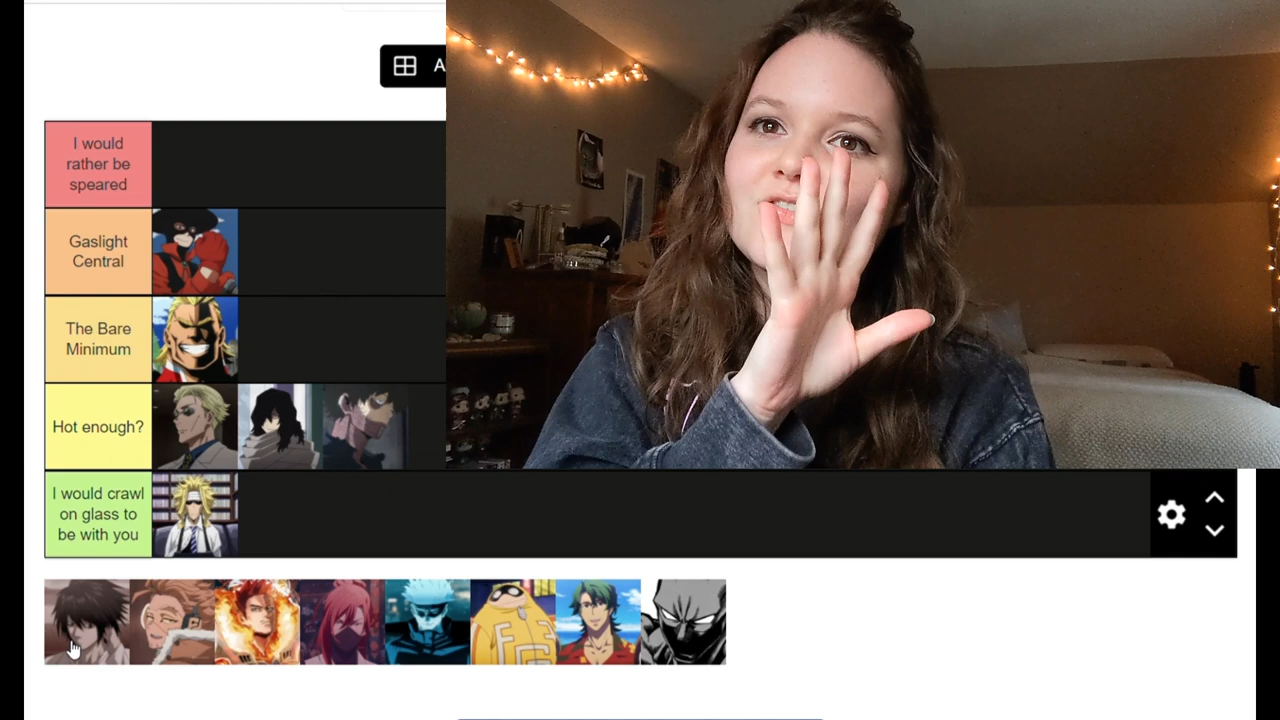 A
I would
rather be
speared
Gaslight
Central
The Bare
Minimum
Hot enough?
I would crawl
on glass to
be with you